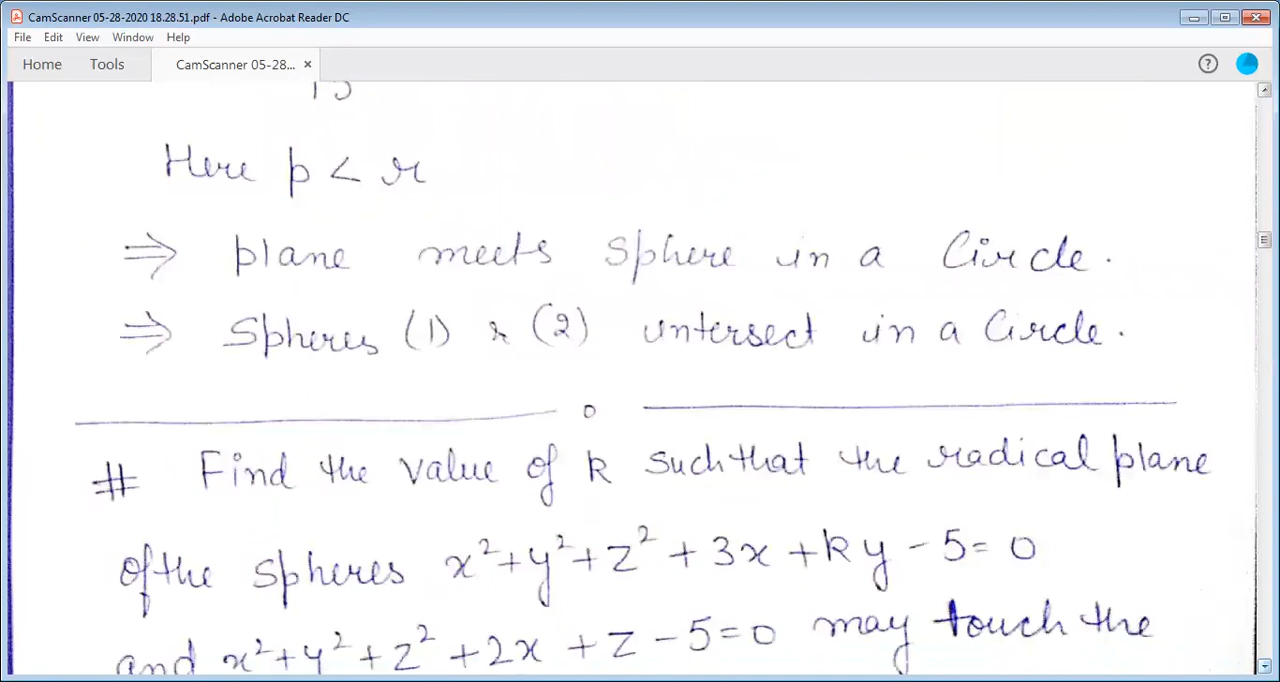 CamScanner 05-28-2020 18.28.51.pdf - Adobe Acrobat Reader DC
File Edit View Window Help
Home Tools CamScanner 05-28... ×
Here p < r
⇒ plane meets sphere in a Circle.
⇒ Spheres (1) & (2) intersect in a Circle.
# Find the value of k such that the radical plane
of the spheres x²+y²+z²+3x+ky-5=0
and x²+y²+z²+2x+z-5=0 may touch the